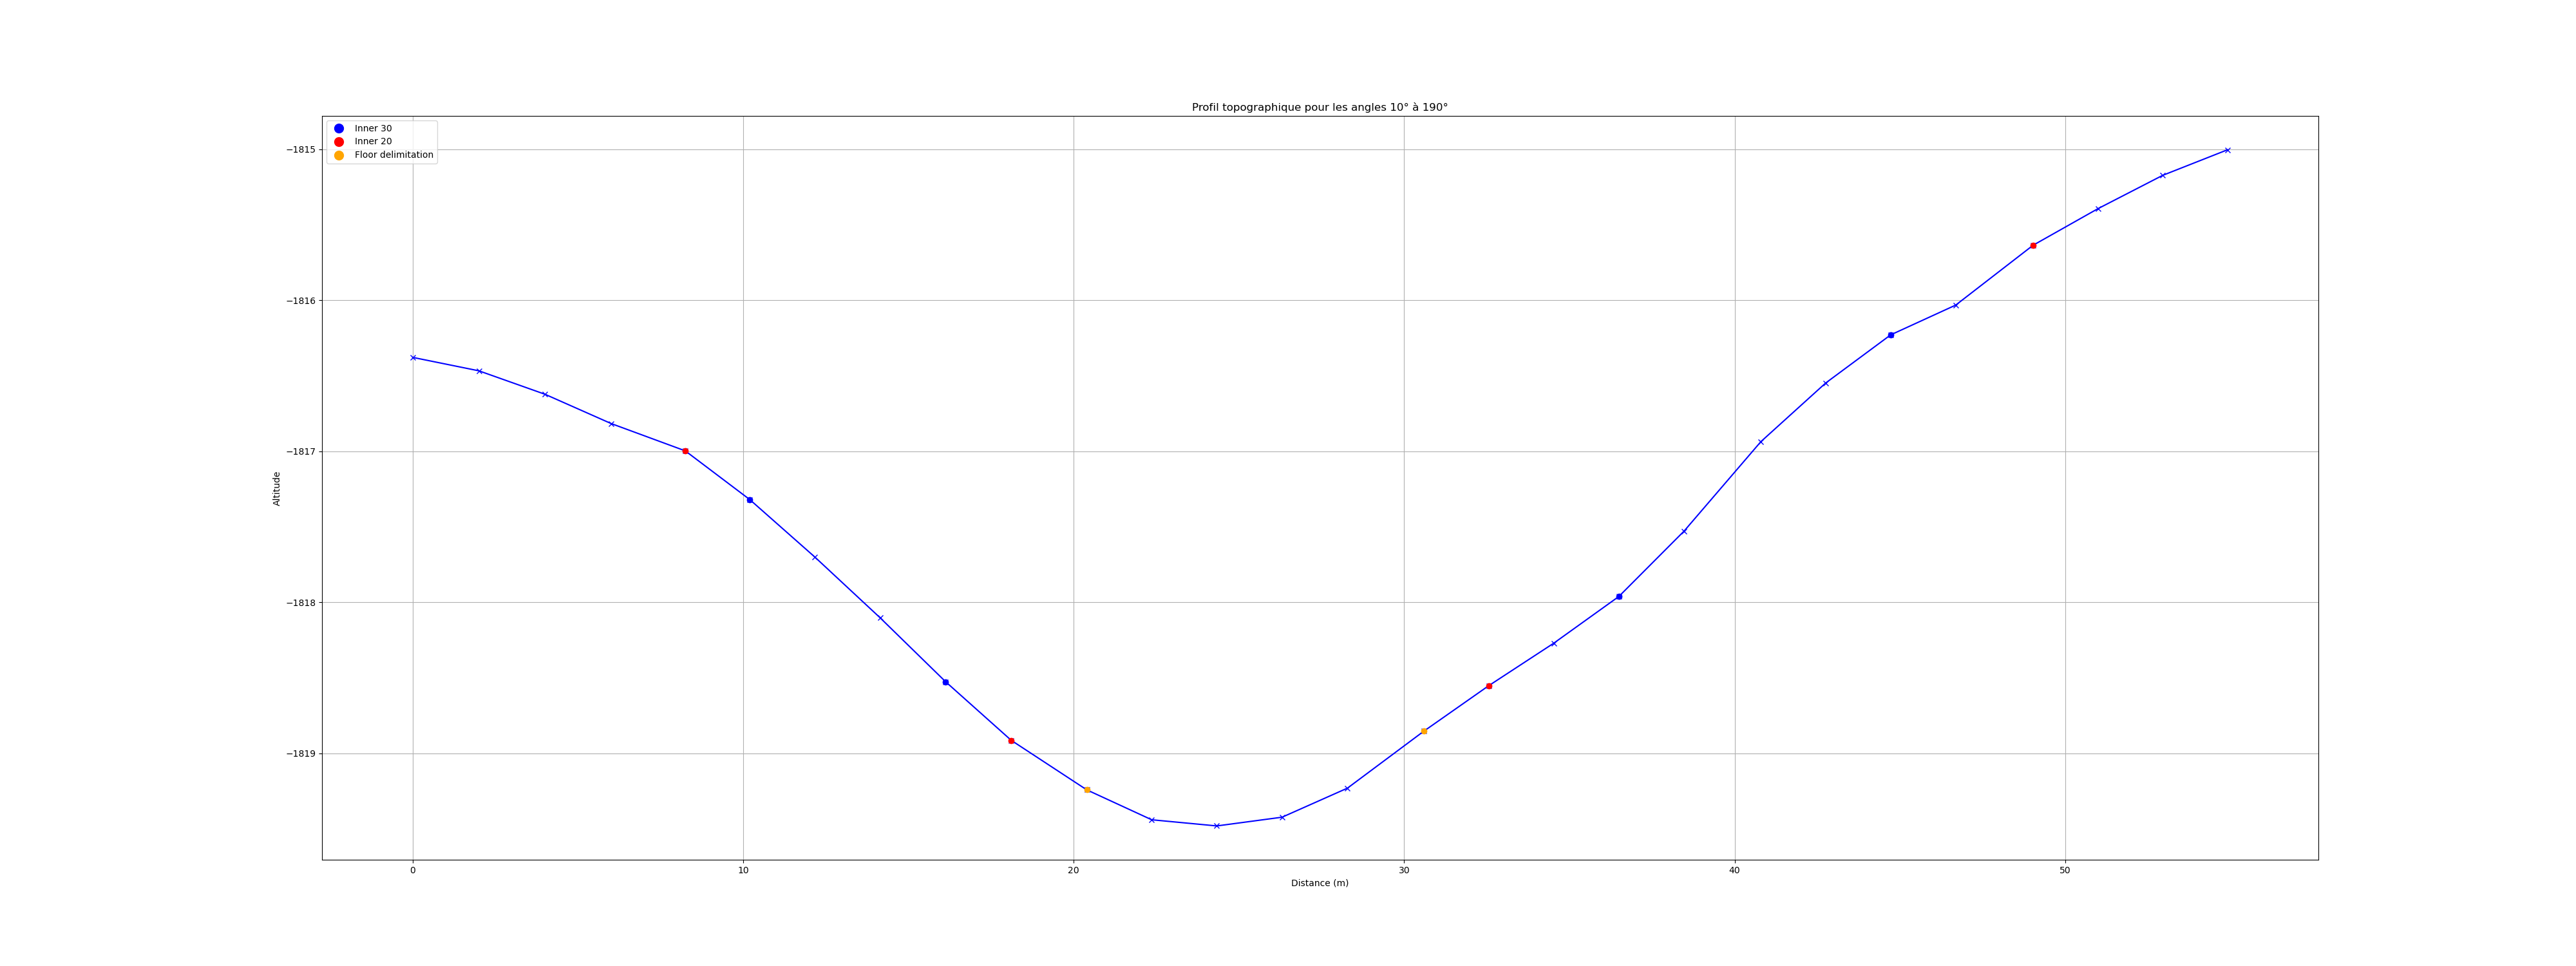 Profil topographique pour les angles 10° à 190°
Inner 30
Inner 20
Floor delimitation
−1815
−1816
−1817
−1818
−1819
Altitude
0 10 20 30 40 50
Distance (m)